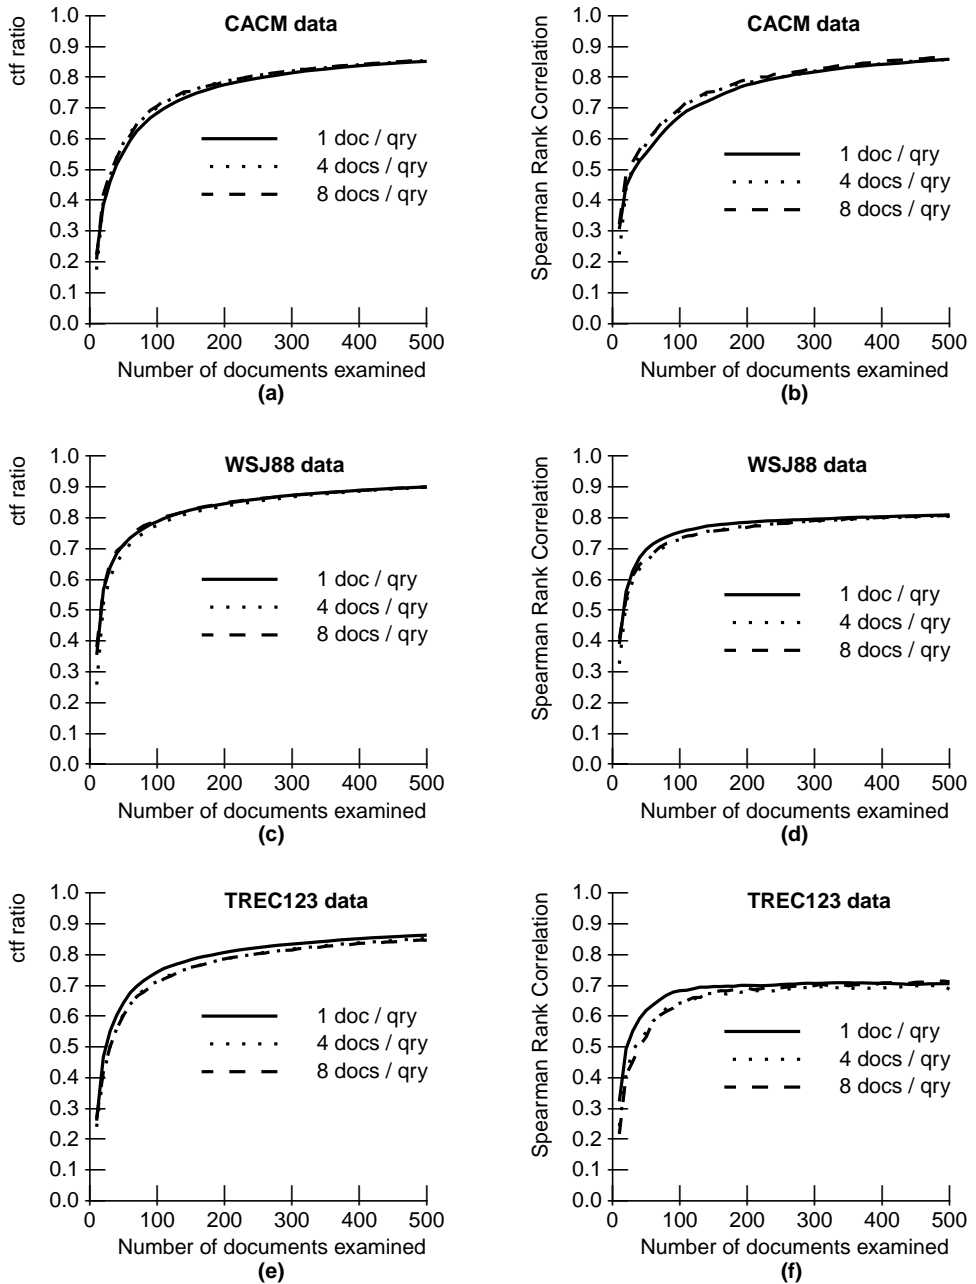 CACM data
ctf ratio
1.0
0.9
0.8
0.7
0.6
0.5
0.4
0.3
0.2
0.1
0.0
1 doc / qry
4 docs / qry
8 docs / qry
0 100 200 300 400 500
Number of documents examined
(a)
CACM data
Spearman Rank Correlation
1.0
0.9
0.8
0.7
0.6
0.5
0.4
0.3
0.2
0.1
0.0
1 doc / qry
4 docs / qry
8 docs / qry
0 100 200 300 400 500
Number of documents examined
(b)
WSJ88 data
ctf ratio
1.0
0.9
0.8
0.7
0.6
0.5
0.4
0.3
0.2
0.1
0.0
1 doc / qry
4 docs / qry
8 docs / qry
0 100 200 300 400 500
Number of documents examined
(c)
WSJ88 data
Spearman Rank Correlation
1.0
0.9
0.8
0.7
0.6
0.5
0.4
0.3
0.2
0.1
0.0
1 doc / qry
4 docs / qry
8 docs / qry
0 100 200 300 400 500
Number of documents examined
(d)
TREC123 data
ctf ratio
1.0
0.9
0.8
0.7
0.6
0.5
0.4
0.3
0.2
0.1
0.0
1 doc / qry
4 docs / qry
8 docs / qry
0 100 200 300 400 500
Number of documents examined
(e)
TREC123 data
Spearman Rank Correlation
1.0
0.9
0.8
0.7
0.6
0.5
0.4
0.3
0.2
0.1
0.0
1 doc / qry
4 docs / qry
8 docs / qry
0 100 200 300 400 500
Number of documents examined
(f)